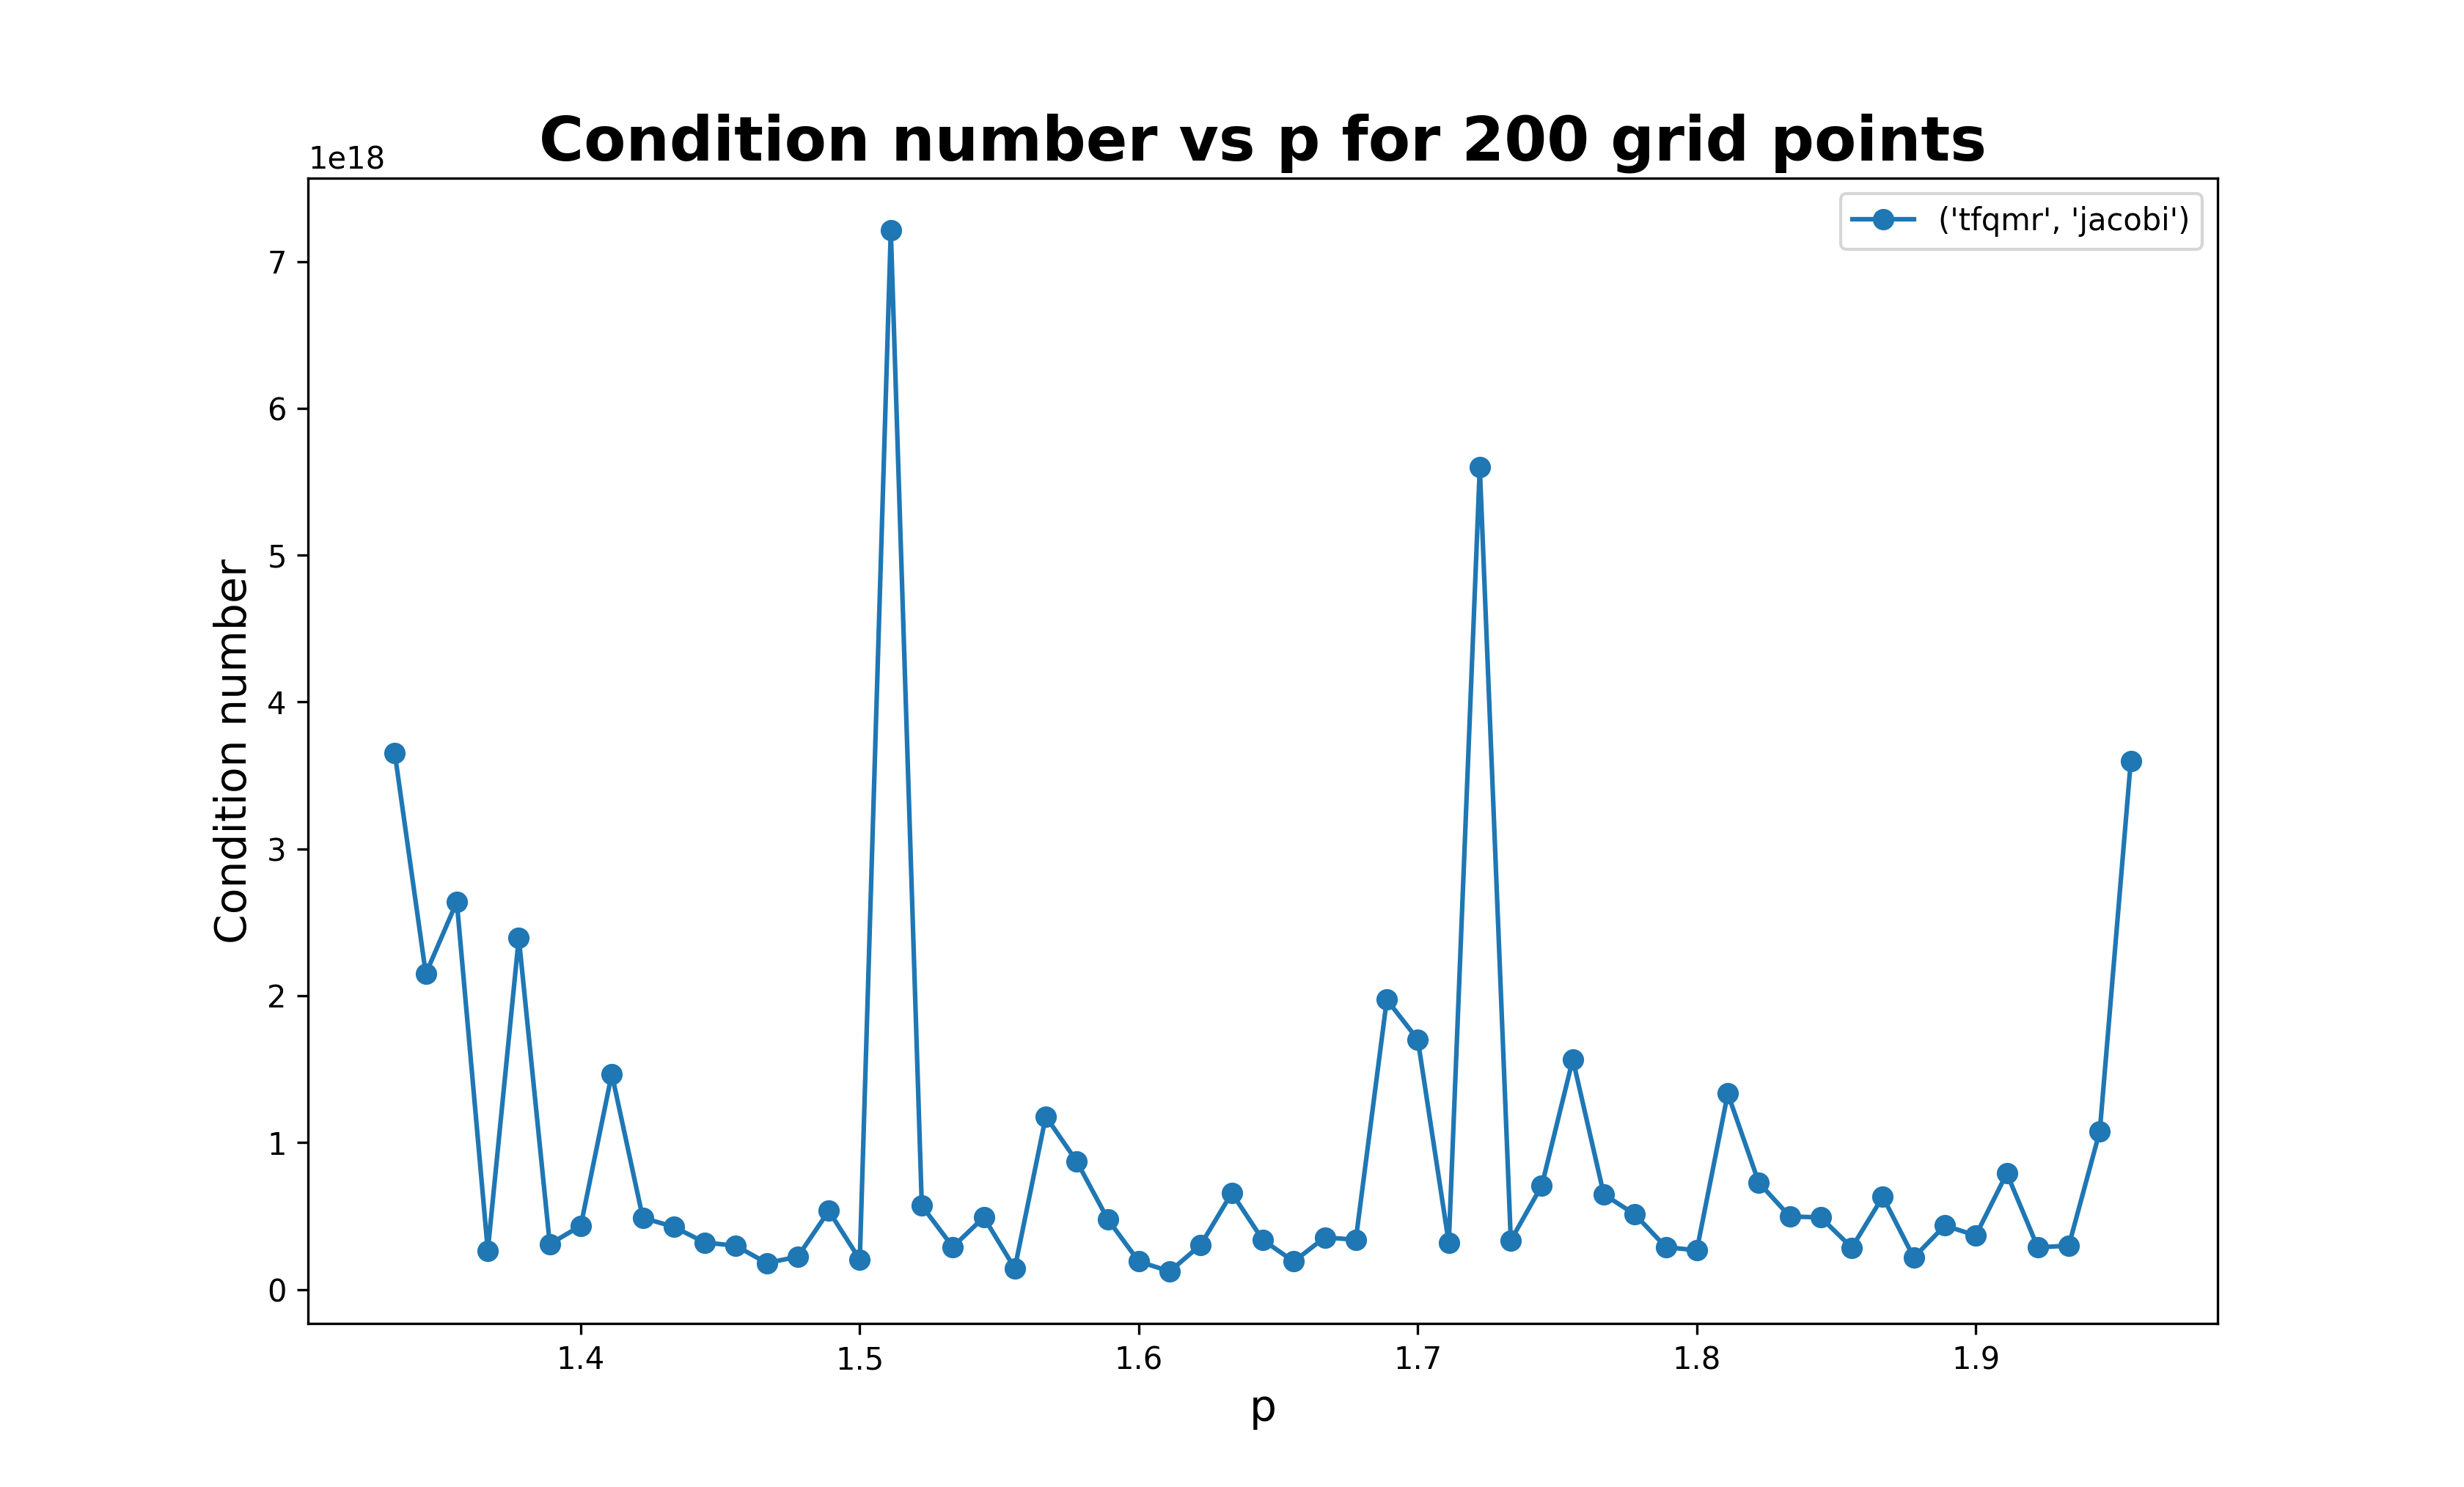 Condition number vs p for 200 grid points
1e18
('tfqmr', 'jacobi')
7
6
5
4
3
2
1
0
Condition number
1.4 1.5 1.6 1.7 1.8 1.9
p